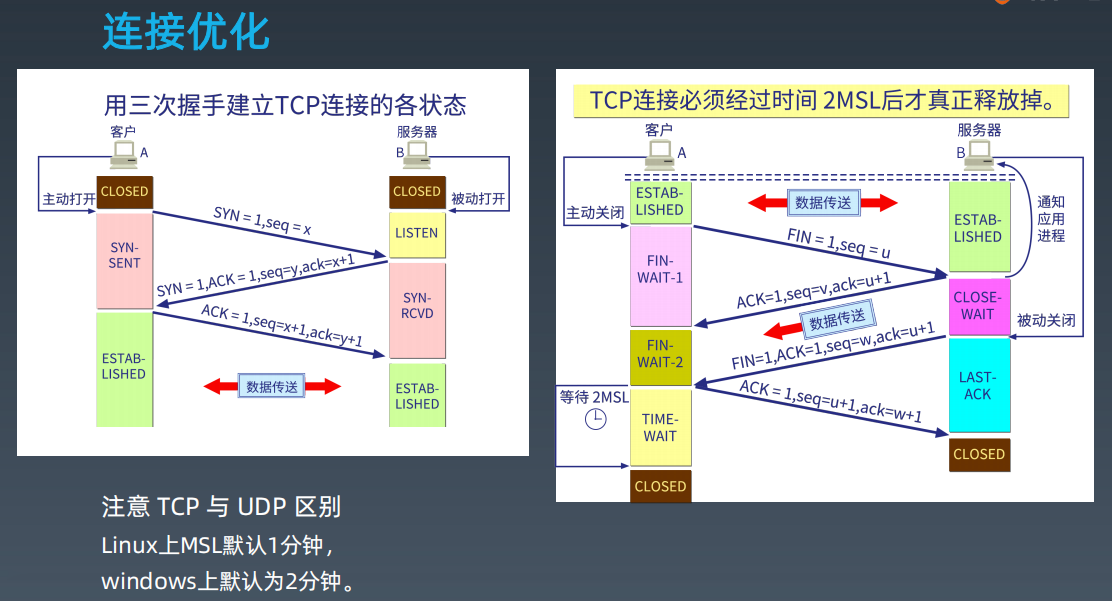 连接优化
用三次握手建立TCP连接的各状态
客户
服务器
A
B
CLOSED
CLOSED
主动打开
被动打开
SYN = 1,seq = x
LISTEN
SYN-
SENT
SYN = 1,ACK = 1,seq=y,ack=x+1
SYN-
RCVD
ACK = 1,seq=x+1,ack=y+1
ESTAB-
LISHED
数据传送
ESTAB-
LISHED
TCP连接必须经过时间 2MSL后才真正释放掉。
客户
服务器
A
B
ESTAB-
LISHED
数据传送
通知
应用
进程
主动关闭
ESTAB-
LISHED
FIN = 1,seq = u
FIN-
WAIT-1
ACK=1,seq=v,ack=u+1
CLOSE-
WAIT
数据传送
被动关闭
FIN-
WAIT-2
FIN=1,ACK=1,seq=w,ack=u+1
LAST-
ACK
等待 2MSL
ACK = 1,seq=u+1,ack=w+1
TIME-
WAIT
CLOSED
CLOSED
注意 TCP 与 UDP 区别
Linux上MSL默认1分钟，
windows上默认为2分钟。